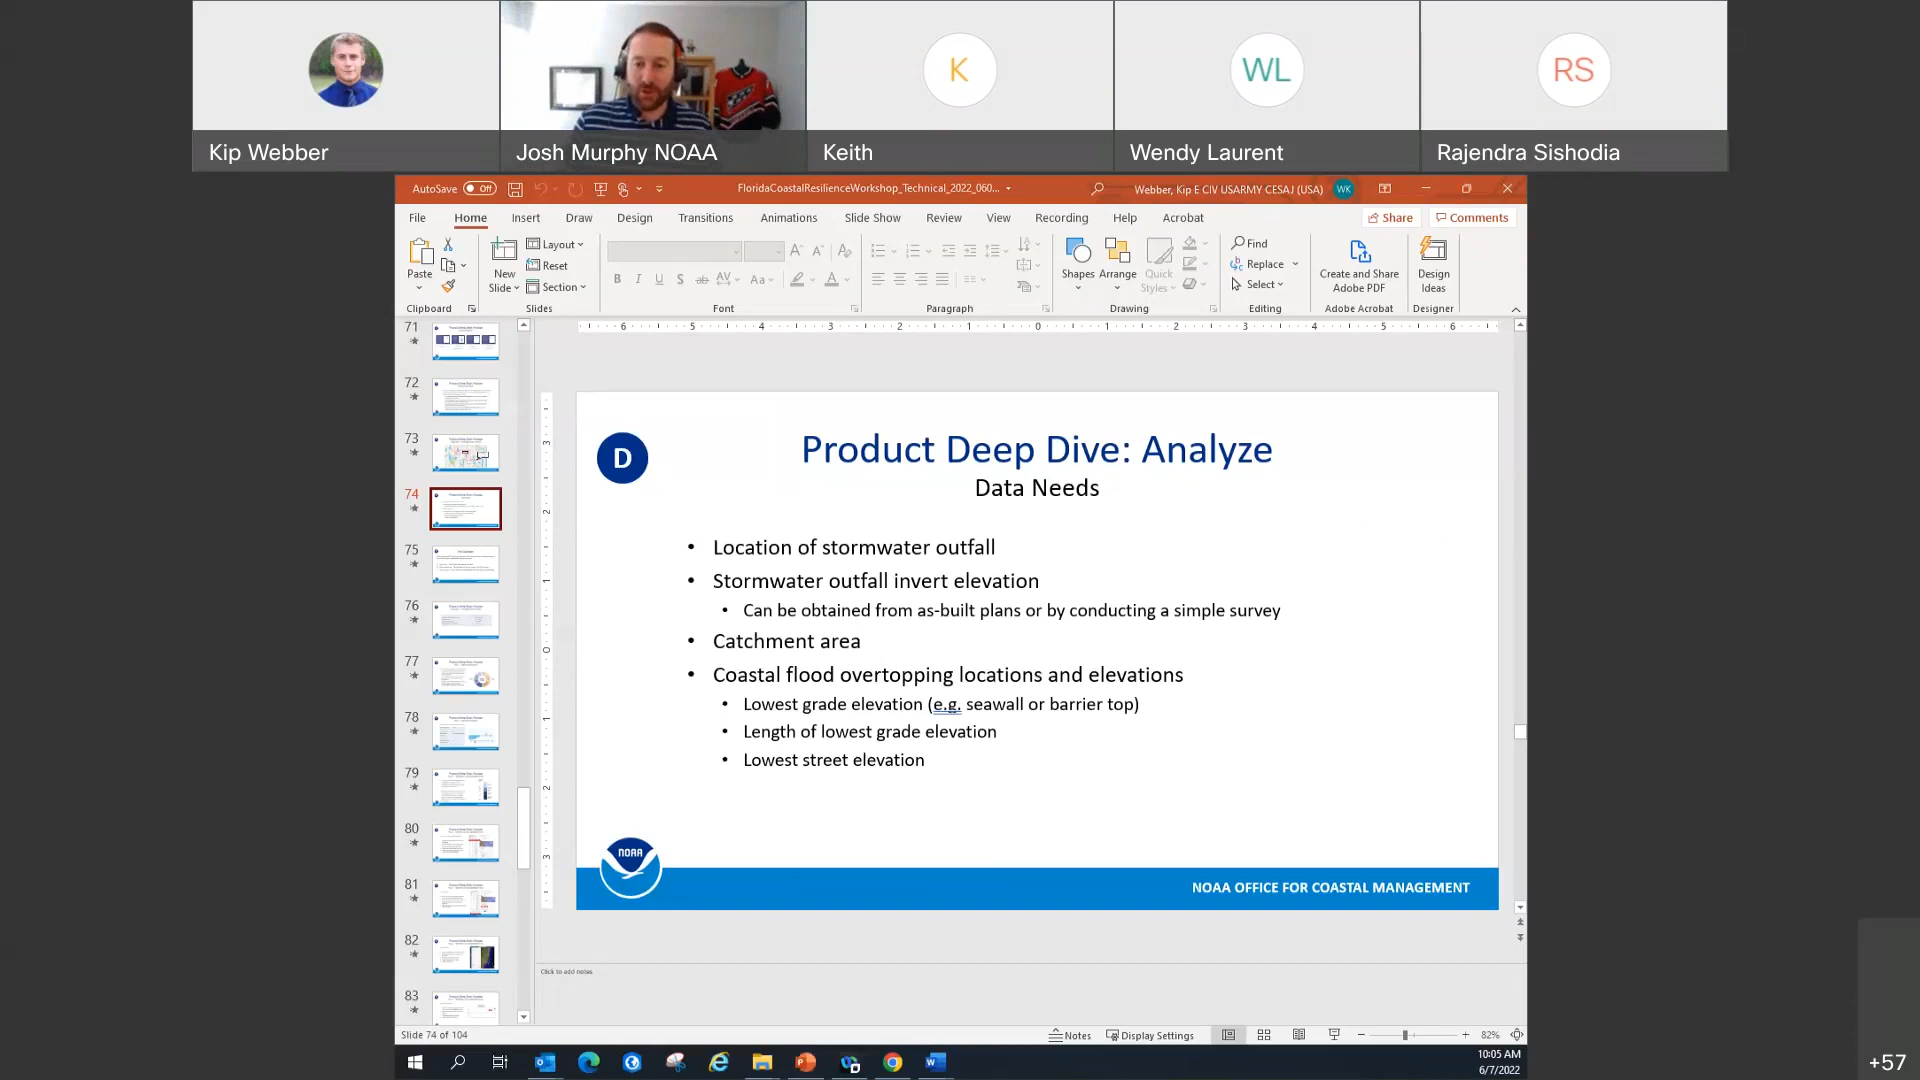 K
WL
RS
Kip Webber
Josh Murphy NOAA
Keith
Wendy Laurent
Rajendra Sishodia
AutoSave Off
FloridaCoastalResilienceWorkshop_Technical_2022_060...
Webber, Kip E CIV USARMY CESAJ (USA) WK
File Home Insert Draw Design Transitions Animations Slide Show Review View Recording Help Acrobat Share Comments
Paste
New Slide
Layout
Reset
Section
Shapes Arrange Quick Styles
Find
Replace
Select
Create and Share Adobe PDF
Design Ideas
Clipboard Slides Font Paragraph Drawing Editing Adobe Acrobat Designer
71
72
73
74
75
76
77
78
79
80
81
82
83
D
Product Deep Dive: Analyze
Data Needs
• Location of stormwater outfall
• Stormwater outfall invert elevation
• Can be obtained from as-built plans or by conducting a simple survey
• Catchment area
• Coastal flood overtopping locations and elevations
• Lowest grade elevation (e.g. seawall or barrier top)
• Length of lowest grade elevation
• Lowest street elevation
NOAA
NOAA OFFICE FOR COASTAL MANAGEMENT
Click to add notes
Slide 74 of 104
Notes Display Settings 82%
10:05 AM
6/7/2022
+57